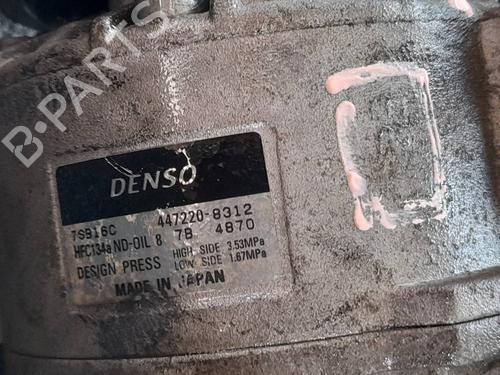 B-PARTS
DENSO
7SB16C 447220-8312
HFC134a ND-OIL 8 7B 4870
DESIGN PRESS HIGH SIDE 3.53MPa
LOW SIDE 1.67MPa
MADE IN JAPAN